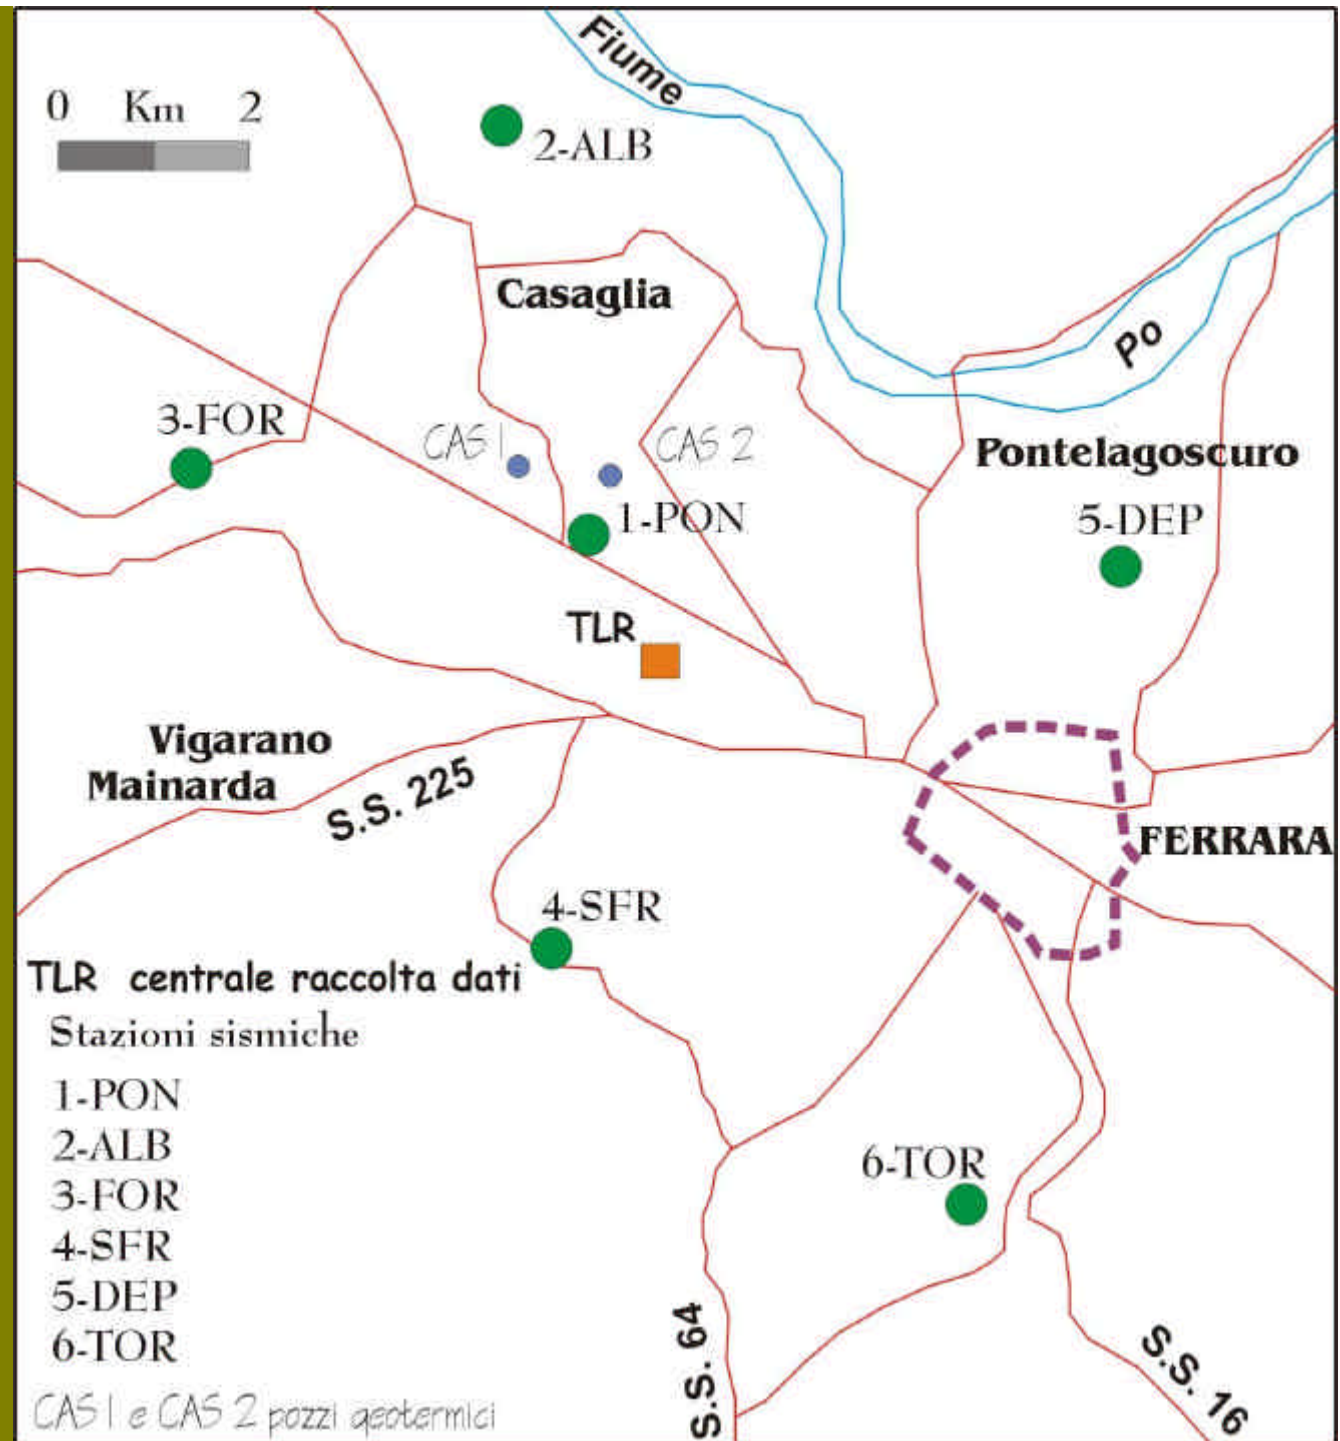 Fiume
0 Km 2
2-ALB
Casaglia
Po
3-FOR
CAS 1
CAS 2
Pontelagoscuro
1-PON
5-DEP
TLR
Vigarano
Mainarda
S.S. 225
FERRARA
4-SFR
TLR centrale raccolta dati
Stazioni sismiche
1-PON
2-ALB
3-FOR
4-SFR
5-DEP
6-TOR
CAS 1 e CAS 2 pozzi geotermici
6-TOR
S.S. 64
S.S. 16